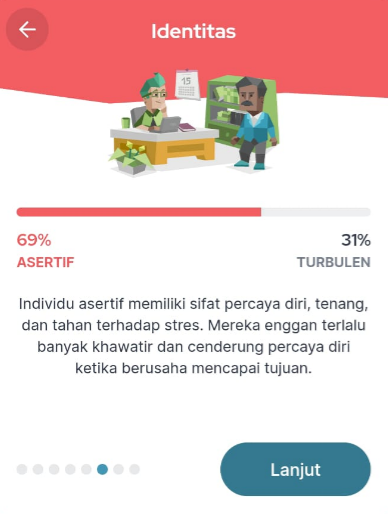 Identitas
15
69%
31%
ASERTIF
TURBULEN
Individu asertif memiliki sifat percaya diri, tenang,
dan tahan terhadap stres. Mereka enggan terlalu
banyak khawatir dan cenderung percaya diri
ketika berusaha mencapai tujuan.
Lanjut